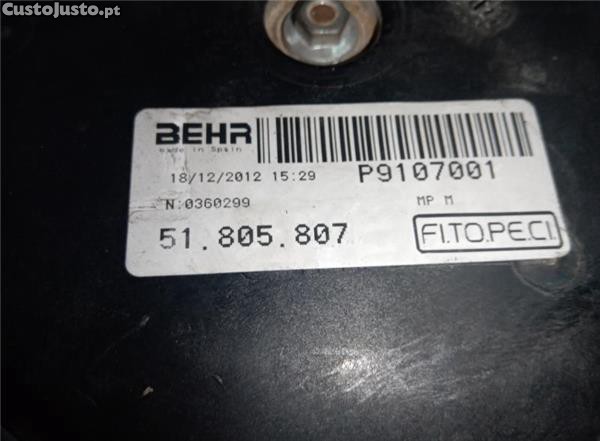 CustoJusto.pt
BEHR
made in Spain
18/12/2012 15:29
P9107001
N:0360299
MP M
51.805.807
FI.TO.PE.CI.